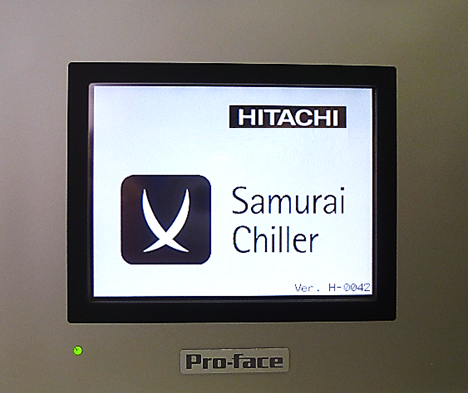 HITACHI
Samurai
Chiller
Ver. H-0042
Pro-face